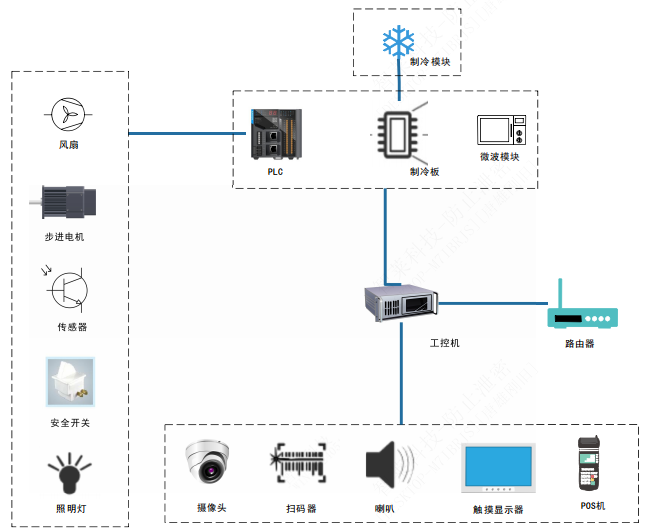 制冷模块
风扇
PLC
制冷板
微波模块
步进电机
传感器
工控机
路由器
安全开关
照明灯
摄像头
扫码器
喇叭
触摸显示器
POS机